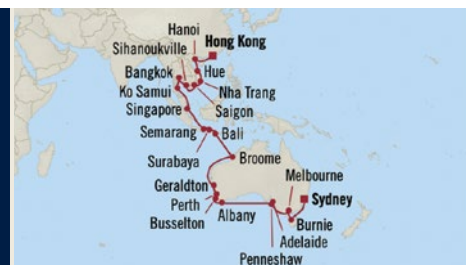 Hanoi
Hong Kong
Sihanoukville
Bangkok
Hue
Ko Samui
Nha Trang
Singapore
Saigon
Semarang
Bali
Surabaya
Broome
Melbourne
Geraldton
Sydney
Perth
Busselton
Albany
Burnie
Adelaide
Penneshaw